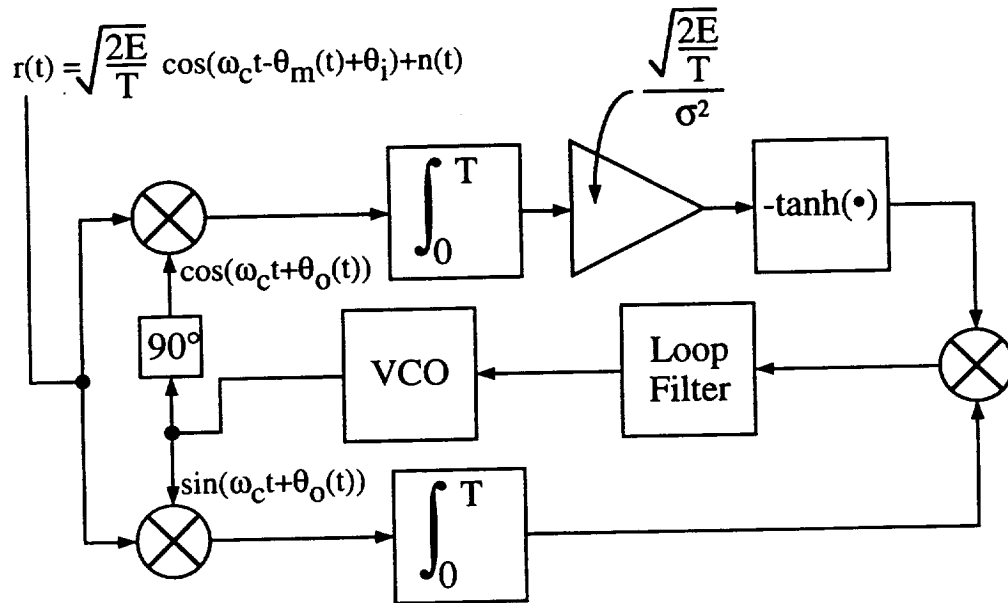 r(t) = √(2E/T) cos(ω_c t-θ_m(t)+θ_i)+n(t)
√(2E/T) / σ²
∫_0^T
-tanh(•)
cos(ω_c t+θ_o(t))
90°
VCO
Loop
Filter
sin(ω_c t+θ_o(t))
∫_0^T